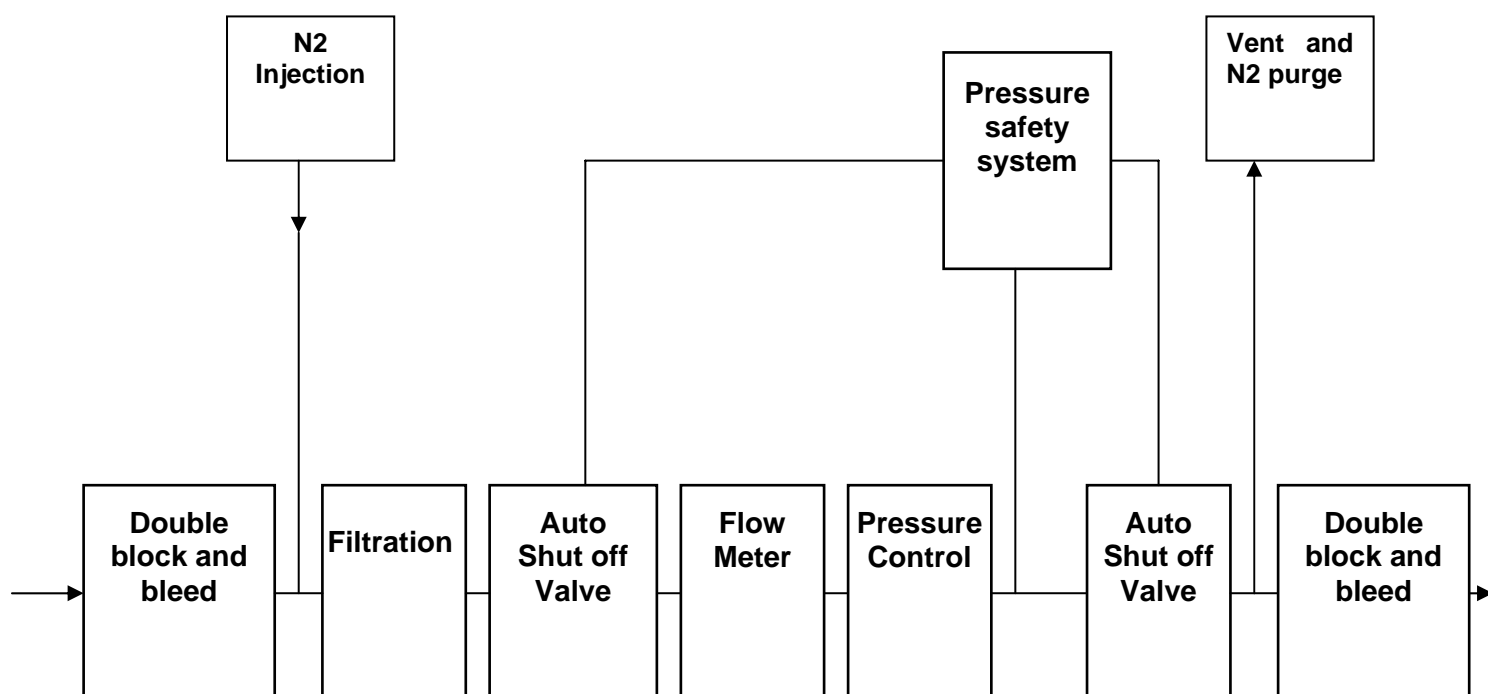 N2
Injection
Vent and
N2 purge
Pressure
safety
system
Double
block and
bleed
Filtration
Auto
Shut off
Valve
Flow
Meter
Pressure
Control
Auto
Shut off
Valve
Double
block and
bleed